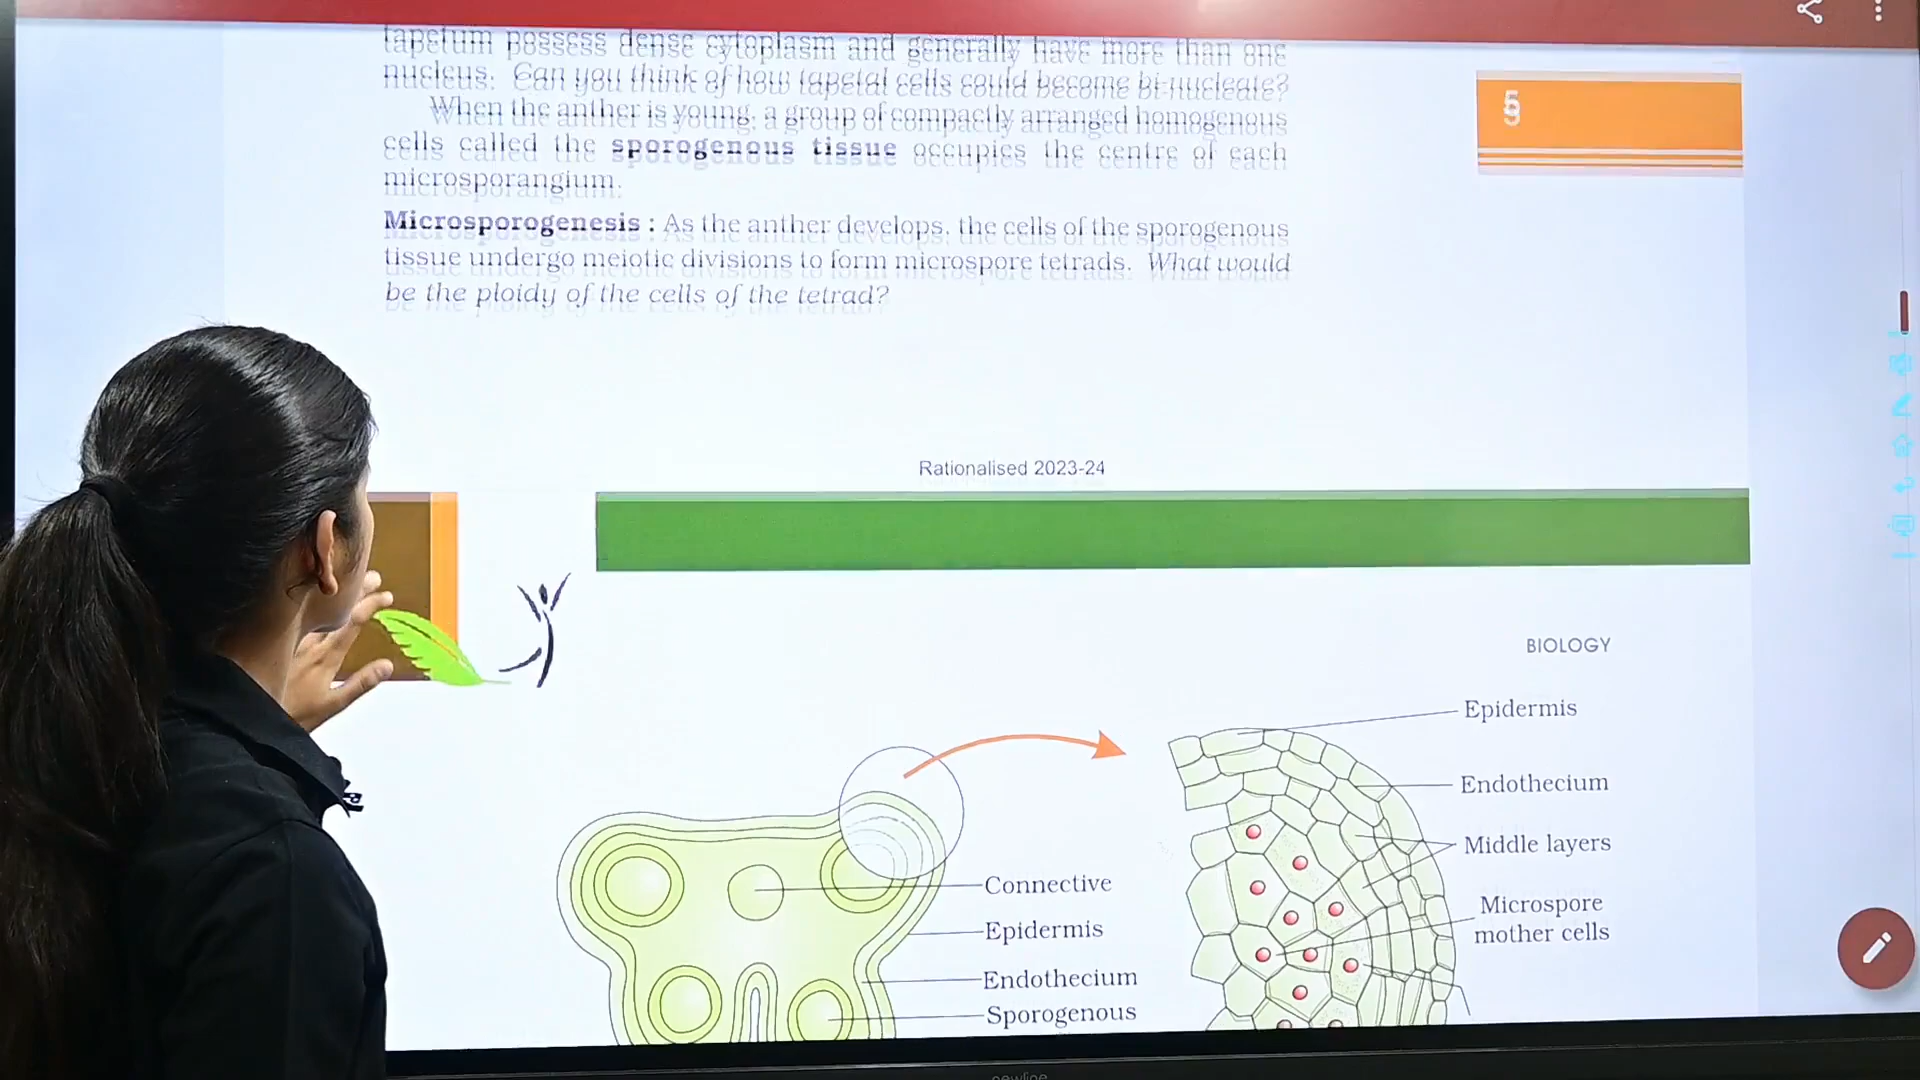 tapetum possess dense cytoplasm and generally have more than one
nucleus. Can you think of how tapetal cells could become bi-nucleate?
When the anther is young, a group of compactly arranged homogenous
cells called the sporogenous tissue occupies the centre of each
microsporangium.
Microsporogenesis : As the anther develops, the cells of the sporogenous
tissue undergo meiotic divisions to form microspore tetrads. What would
be the ploidy of the cells of the tetrad?
Rationalised 2023-24
BIOLOGY
Epidermis
Endothecium
Middle layers
Microspore
mother cells
Connective
Epidermis
Endothecium
Sporogenous
newline